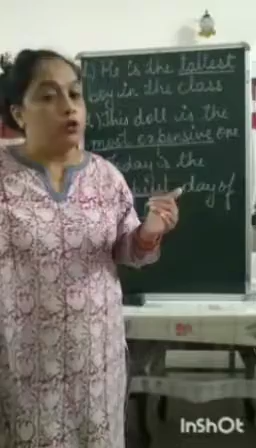 1.) He is the tallest
boy in the class
2.) This doll is the
most expensive one
day is the
day of
InShOt